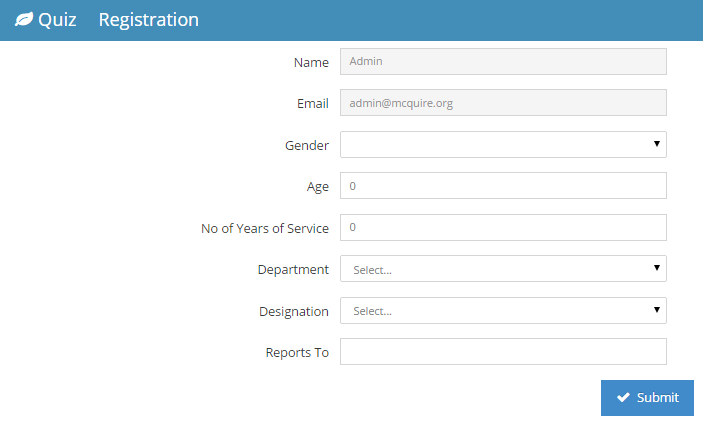 Quiz Registration
Name Admin
Email admin@mcquire.org
Gender
Age 0
No of Years of Service 0
Department Select...
Designation Select...
Reports To
Submit